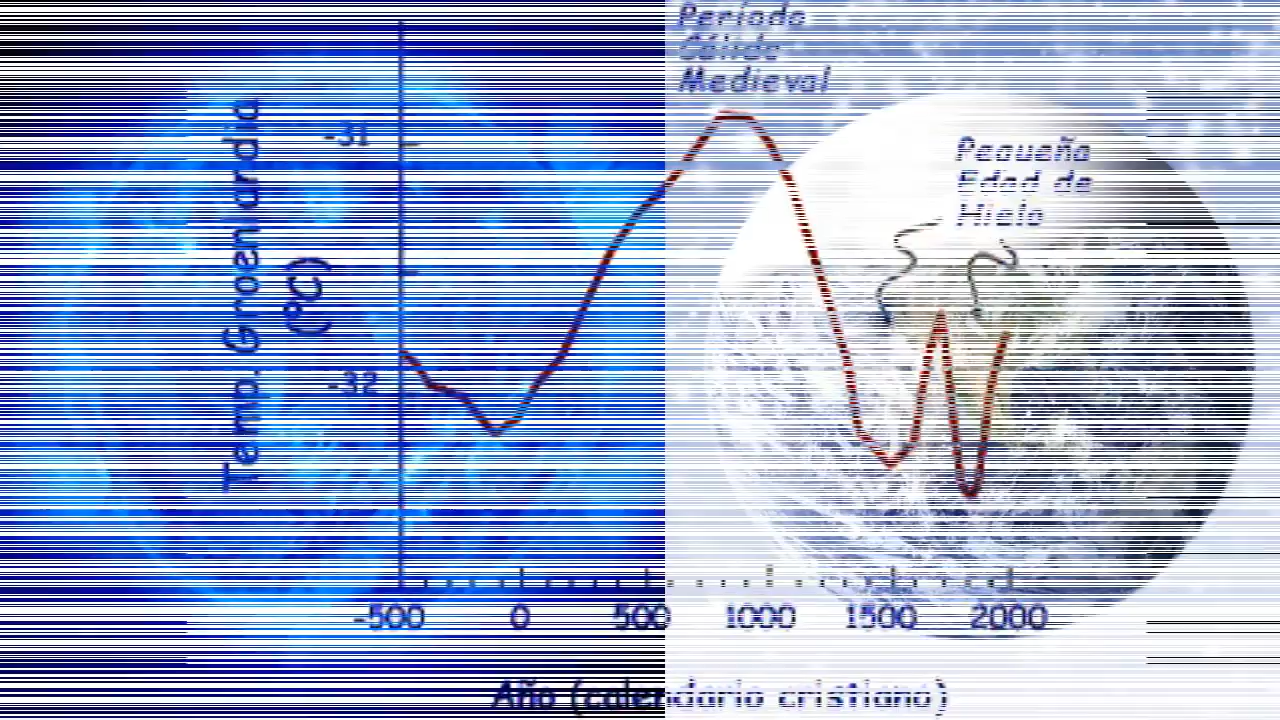 Período
Cálido
Medieval
Pequeña
Edad de
Hielo
Temp. Groenlandia
(ºC)
-31
-32
-500 0 500 1000 1500 2000
Año (calendario cristiano)